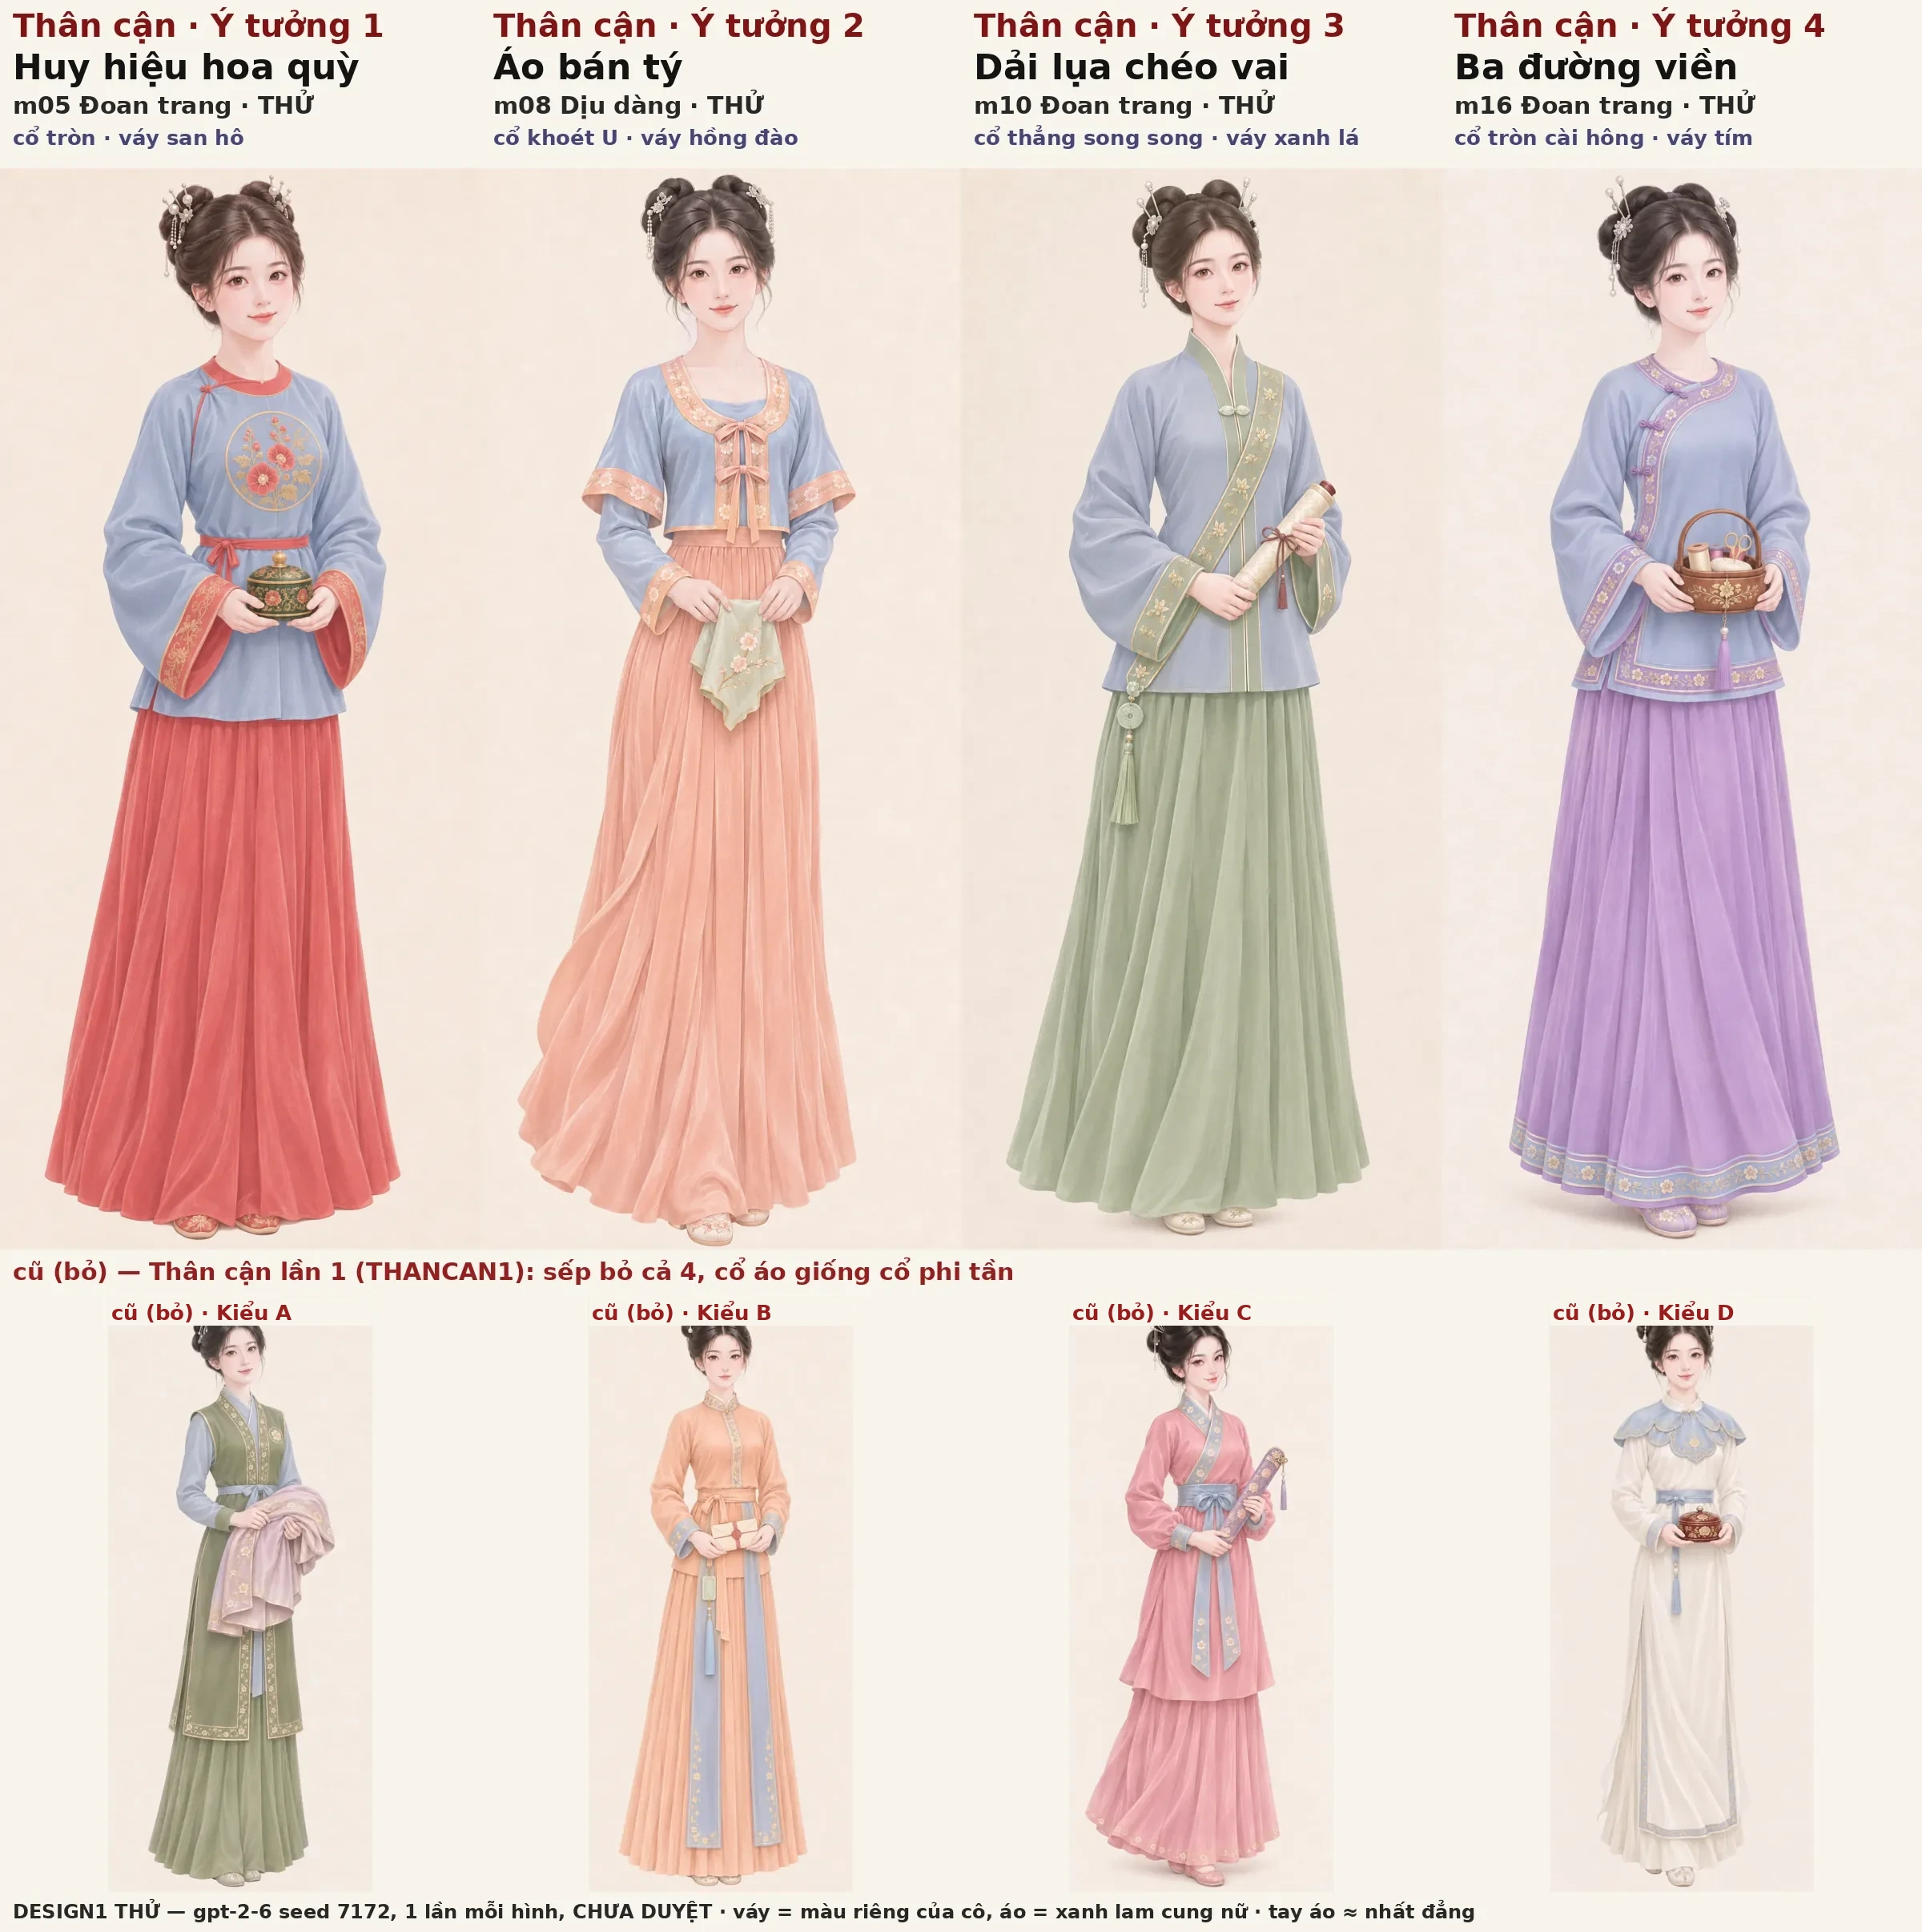 Thân cận · Ý tưởng 1
Huy hiệu hoa quỳ
m05 Đoan trang · THỬ
cổ tròn · váy san hô
Thân cận · Ý tưởng 2
Áo bán tý
m08 Dịu dàng · THỬ
cổ khoét U · váy hồng đào
Thân cận · Ý tưởng 3
Dải lụa chéo vai
m10 Đoan trang · THỬ
cổ thẳng song song · váy xanh lá
Thân cận · Ý tưởng 4
Ba đường viền
m16 Đoan trang · THỬ
cổ tròn cài hông · váy tím
cũ (bỏ) — Thân cận lần 1 (THANCAN1): sếp bỏ cả 4, cổ áo giống cổ phi tần
cũ (bỏ) · Kiểu A
cũ (bỏ) · Kiểu B
cũ (bỏ) · Kiểu C
cũ (bỏ) · Kiểu D
DESIGN1 THỬ — gpt-2-6 seed 7172, 1 lần mỗi hình, CHƯA DUYỆT · váy = màu riêng của cô, áo = xanh lam cung nữ · tay áo ≈ nhất đẳng